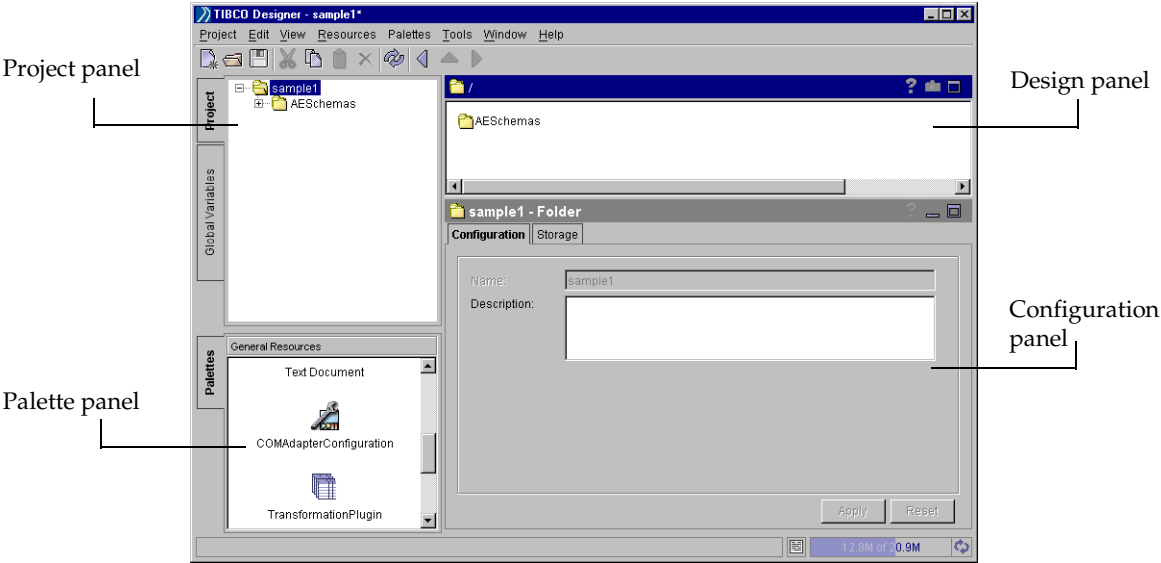 TIBCO Designer - sample1*
Project Edit View Resources Palettes Tools Window Help
Project panel
Design panel
Project
sample1
AESchemas
/
?
AESchemas
Global Variables
sample1 - Folder
?
Configuration Storage
Name: sample1
Description:
Configuration
panel
Palettes
General Resources
Text Document
Palette panel
COMAdapterConfiguration
TransformationPlugin
Apply Reset
12.8M of 20.9M